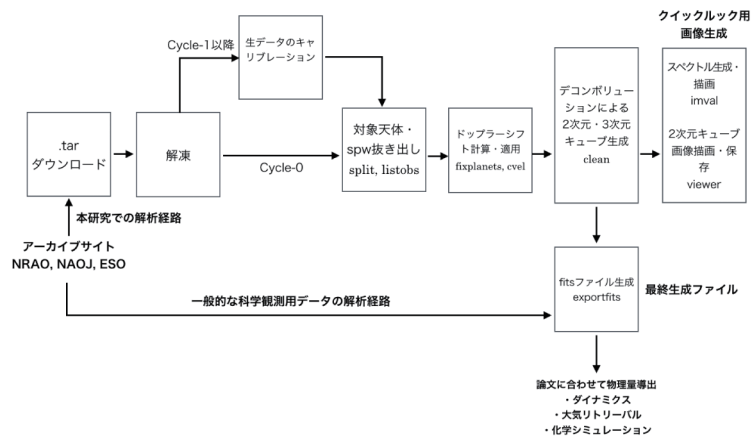 クイックルック用
画像生成
Cycle-1以降
生データのキャ
リブレーション
スペクトル生成・
描画
imval
2次元キューブ
画像描画・保
存
viewer
デコンボリュー
ションによる
2次元・3次元
キューブ生成
clean
.tar
ダウンロード
解凍
Cycle-0
対象天体・
spw抜き出し
split, listobs
ドップラーシフ
ト計算・適用
fixplanets, cvel
本研究での解析経路
アーカイブサイト
NRAO, NAOJ, ESO
一般的な科学観測用データの解析経路
fitsファイル生成
exportfits
最終生成ファイル
論文に合わせて物理量導出
・ダイナミクス
・大気リトリーバル
・化学シミュレーション